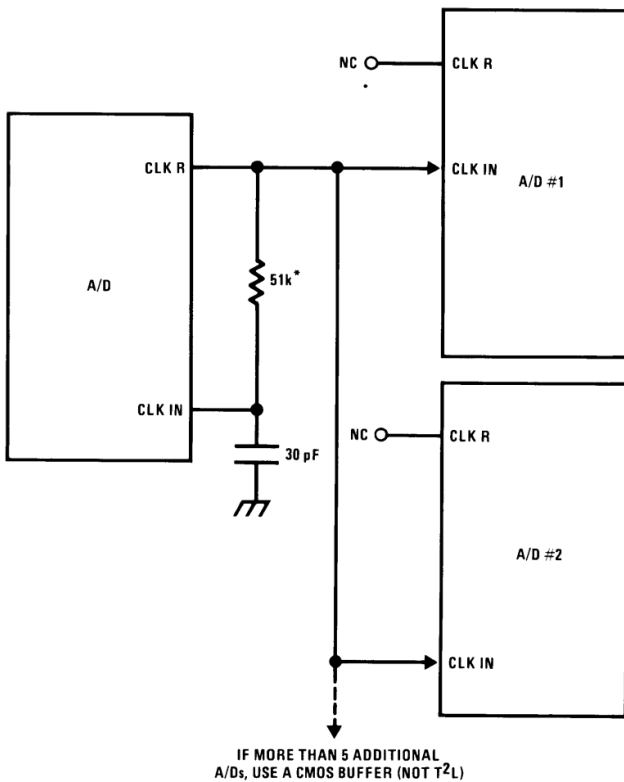 NC
CLK R
CLK R
CLK IN
A/D #1
51k*
A/D
CLK IN
NC
CLK R
30 pF
A/D #2
CLK IN
IF MORE THAN 5 ADDITIONAL
A/Ds, USE A CMOS BUFFER (NOT T²L)